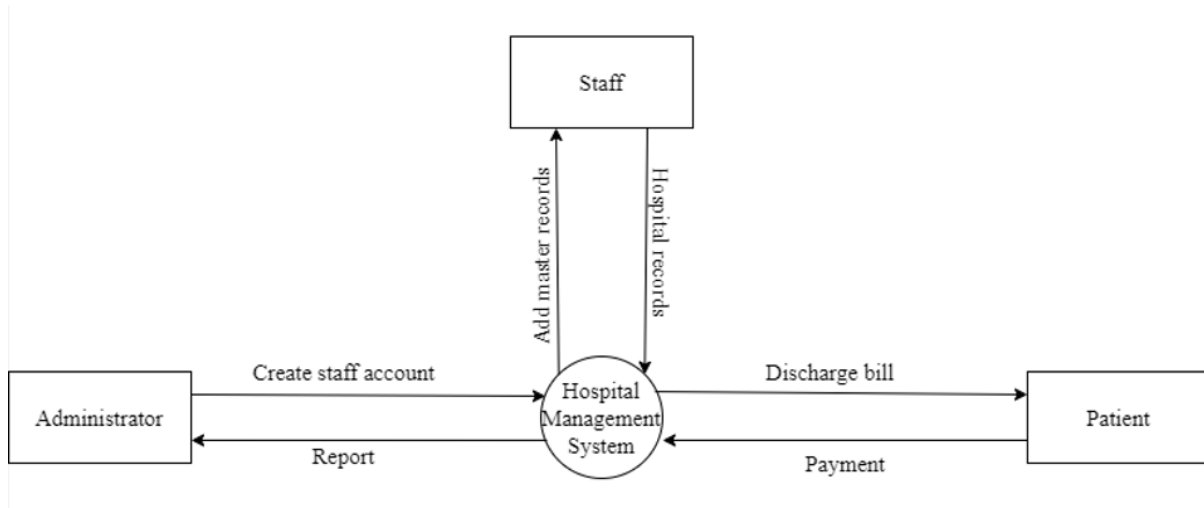 Staff
Add master records
Hospital records
Create staff account
Discharge bill
Administrator
Hospital
Management
System
Patient
Report
Payment